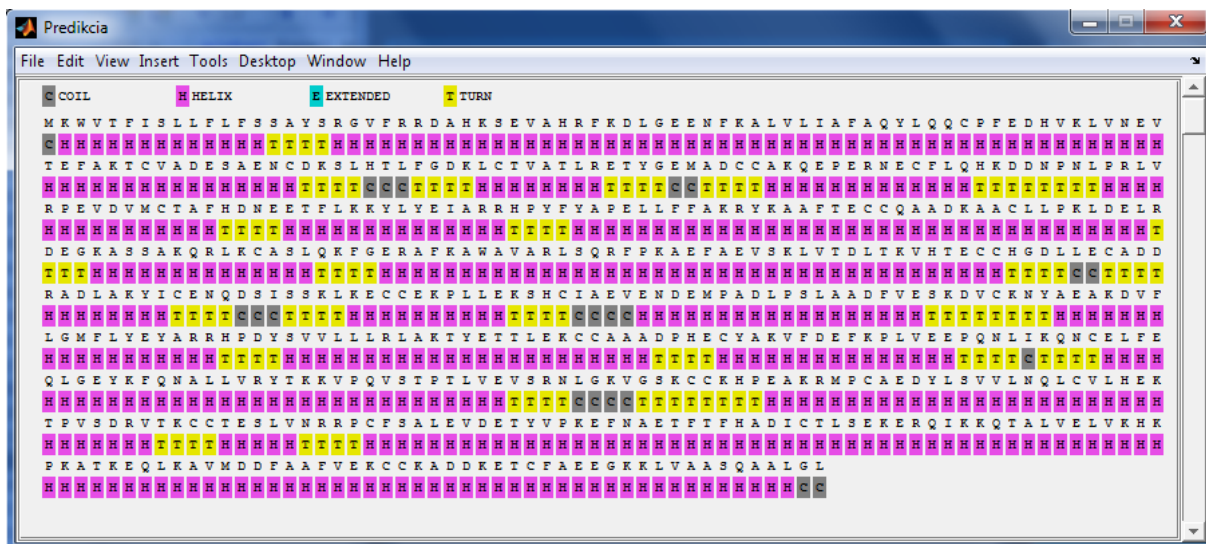 Predikcia
File Edit View Insert Tools Desktop Window Help
C COIL H HELIX E EXTENDED T TURN
M K W V T F I S L L F L F S S A Y S R G V F R R D A H K S E V A H R F K D L G E E N F K A L V L I A F A Q Y L Q Q C P F E D H V K L V N E V
C H H H H H H H H H H H H H T T T T H H H H H H H H H H H H H H H H H H H H H H H H H H H H H H H H H H H H H H H H H H H H H H H H H H H H
T E F A K T C V A D E S A E N C D K S L H T L F G D K L C T V A T L R E T Y G E M A D C C A K Q E P E R N E C F L Q H K D D N P N L P R L V
H H H H H H H H H H H H H H H H T T T T C C C T T T T H H H H H H H H T T T T C C T T T T H H H H H H H H H H H H H T T T T T T T T H H H H
R P E V D V M C T A F H D N E E T F L K K Y L Y E I A R R H P Y F Y A P E L L F F A K R Y K A A F T E C C Q A A D K A A C L L P K L D E L R
H H H H H H H H H H H T T T T H H H H H H H H H H H H H H T T T T H H H H H H H H H H H H H H H H H H H H H H H H H H H H H H H H H H H H T
D E G K A S S A K Q R L K C A S L Q K F G E R A F K A W A V A R L S Q R F P K A E F A E V S K L V T D L T K V H T E C C H G D L L E C A D D
T T T H H H H H H H H H H H H H H T T T T H H H H H H H H H H H H H H H H H H H H H H H H H H H H H H H H H H H H H H H T T T T C C T T T T
R A D L A K Y I C E N Q D S I S S K L K E C C E K P L L E K S H C I A E V E N D E M P A D L P S L A A D F V E S K D V C K N Y A E A K D V F
H H H H H H H H T T T T C C C T T T T H H H H H H H H H H T T T T C C C C H H H H H H H H H H H H H H H H H H T T T T T T T T H H H H H H H
L G M F L Y E Y A R R H P D Y S V V L L L R L A K T Y E T T L E K C C A A A D P H E C Y A K V F D E F K P L V E E P Q N L I K Q N C E L F E
H H H H H H H H H H H T T T T H H H H H H H H H H H H H H H H H H H H H H H T T T T H H H H H H H H H H H H H H H T T T T C T T T T H H H H
Q L G E Y K F Q N A L L V R Y T K K V P Q V S T P T L V E V S R N L G K V G S K C C K H P E A K R M P C A E D Y L S V V L N Q L C V L H E K
H H H H H H H H H H H H H H H H H H H H H H H H H H H H H T T T T C C C C T T T T T T T T H H H H H H H H H H H H H H H H H H H H H H H H H
T P V S D R V T K C C T E S L V N R R P C F S A L E V D E T Y V P K E F N A E T F T F H A D I C T L S E K E R Q I K K Q T A L V E L V K H K
H H H H H H H T T T T H H H H H T T T T H H H H H H H H H H H H H H H H H H H H H H H H H H H H H H H H H H H H H H H H H H H H H H H H H H
P K A T K E Q L K A V M D D F A A F V E K C C K A D D K E T C F A E E G K K L V A A S Q A A L G L
H H H H H H H H H H H H H H H H H H H H H H H H H H H H H H H H H H H H H H H H H H H H H H H C C